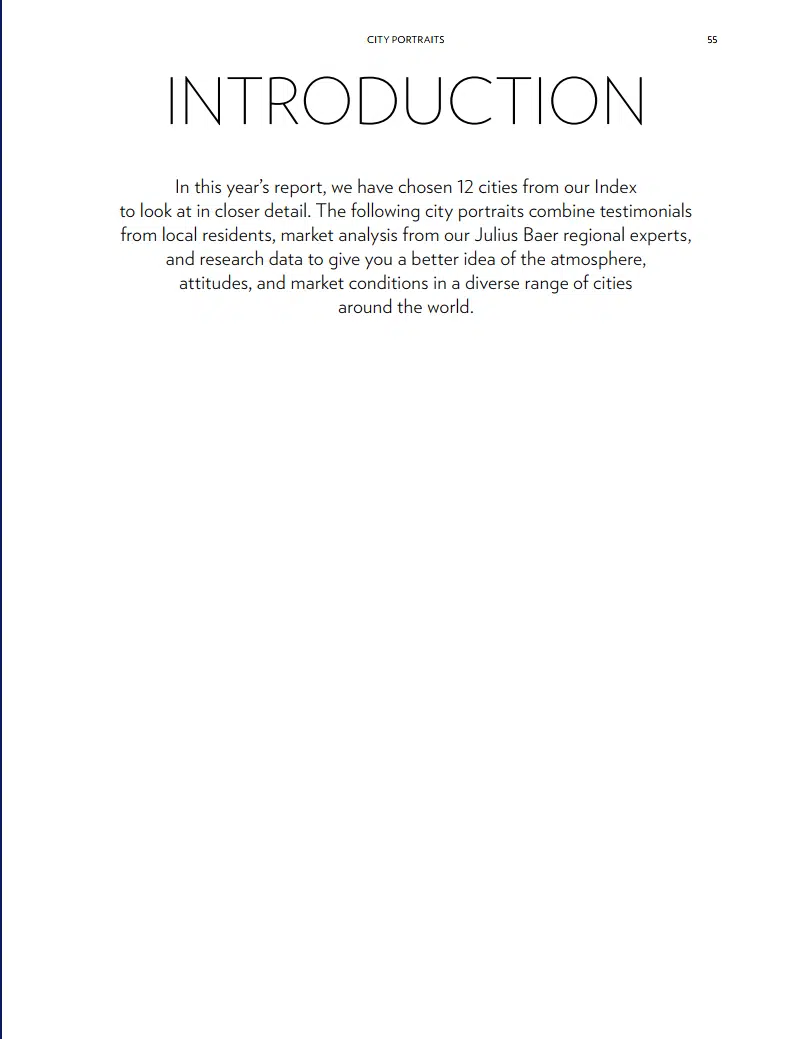 CITY PORTRAITS
55
INTRODUCTION
In this year’s report, we have chosen 12 cities from our Index
to look at in closer detail. The following city portraits combine testimonials
from local residents, market analysis from our Julius Baer regional experts,
and research data to give you a better idea of the atmosphere,
attitudes, and market conditions in a diverse range of cities
around the world.